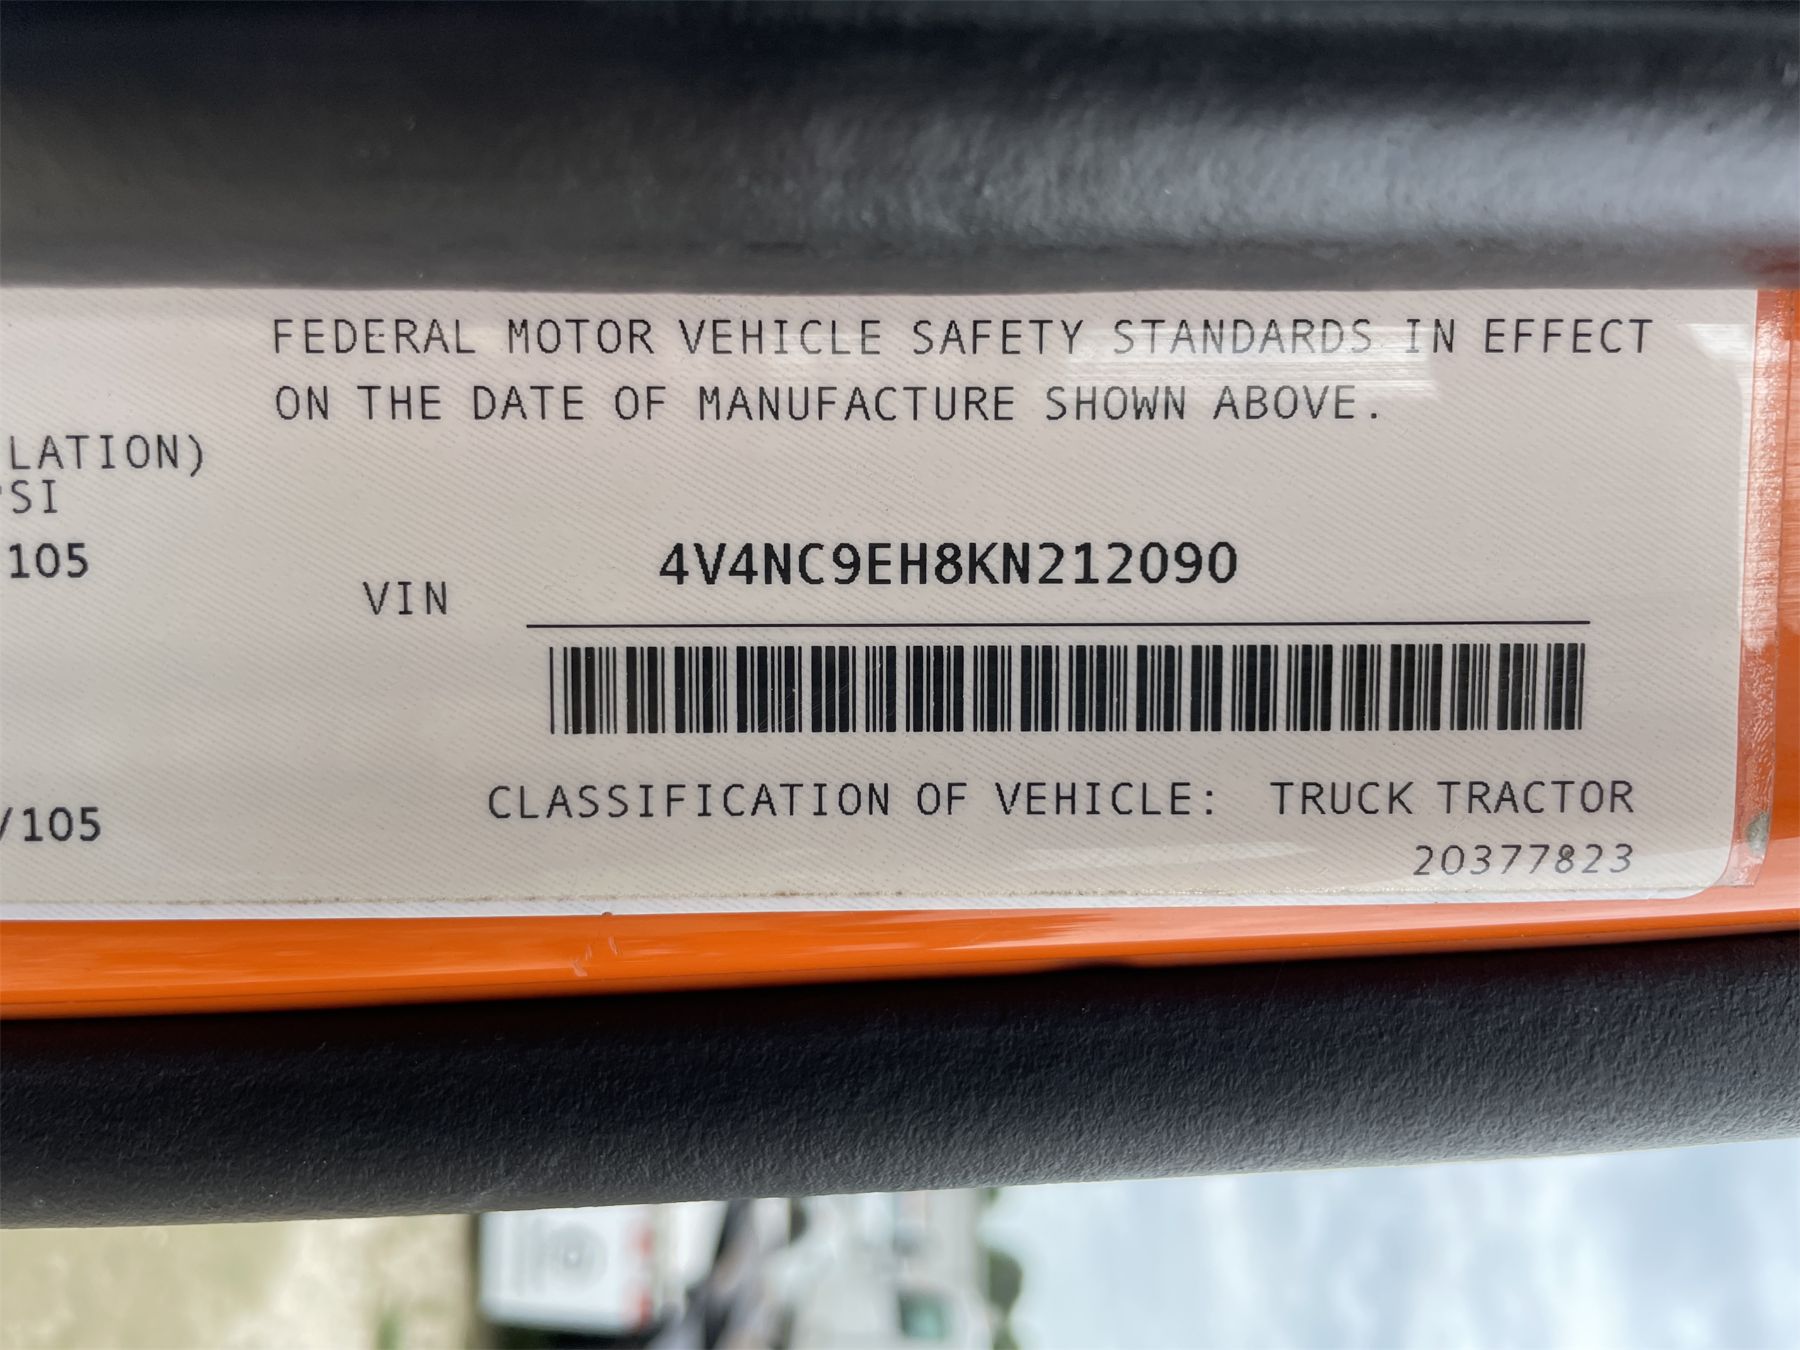 FEDERAL MOTOR VEHICLE SAFETY STANDARDS IN EFFECT
ON THE DATE OF MANUFACTURE SHOWN ABOVE.
LATION)
PSI
105
VIN 4V4NC9EH8KN212090
CLASSIFICATION OF VEHICLE: TRUCK TRACTOR
/105
20377823